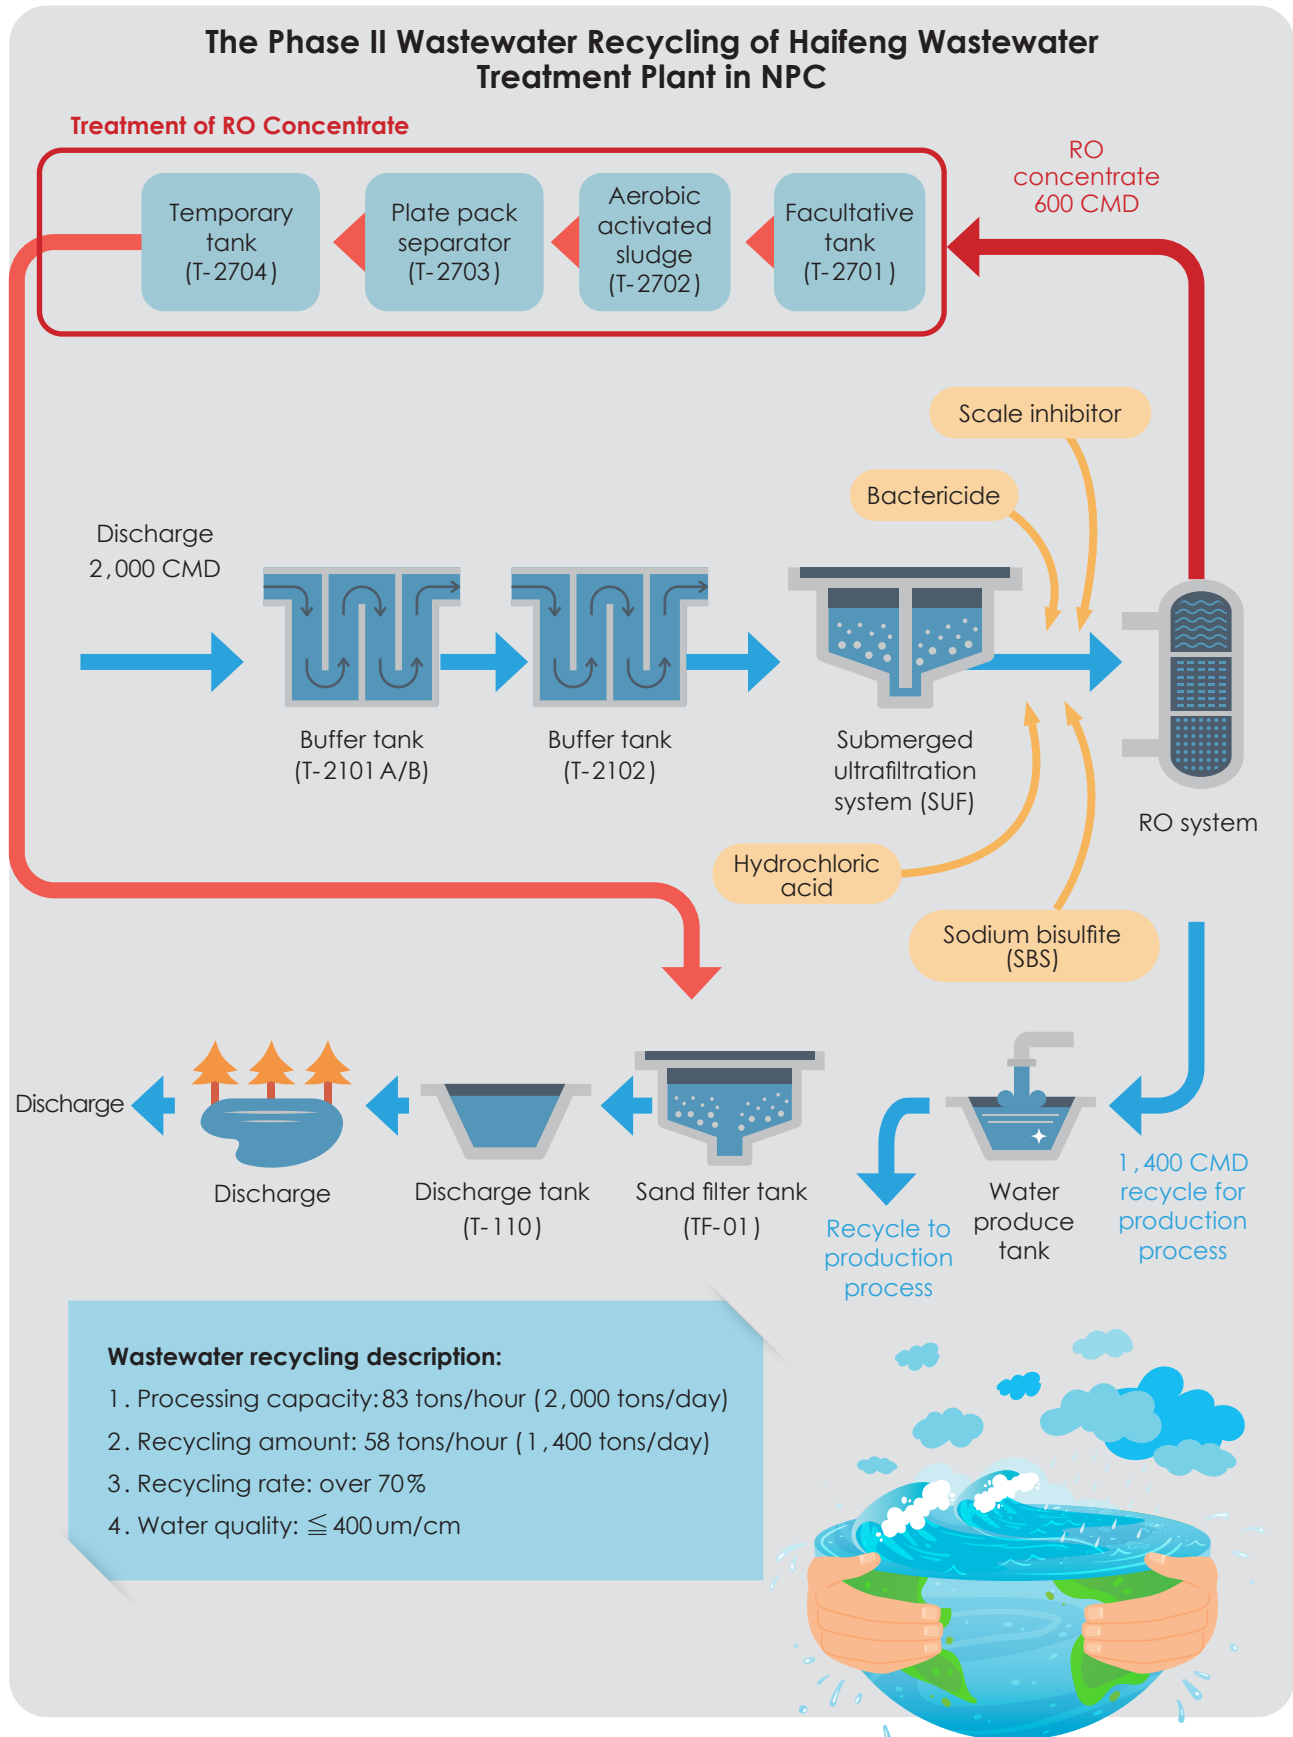 The Phase II Wastewater Recycling of Haifeng Wastewater
Treatment Plant in NPC
Treatment of RO Concentrate
RO
concentrate
600 CMD
Temporary
tank
(T-2704)
Plate pack
separator
(T-2703)
Aerobic
activated
sludge
(T-2702)
Facultative
tank
(T-2701)
Scale inhibitor
Bactericide
Discharge
2,000 CMD
Buffer tank
(T-2101A/B)
Buffer tank
(T-2102)
Submerged
ultrafiltration
system (SUF)
RO system
Hydrochloric
acid
Sodium bisulfite
(SBS)
Discharge
Discharge
Discharge tank
(T-110)
Sand filter tank
(TF-01)
Recycle to
production
process
Water
produce
tank
1,400 CMD
recycle for
production
process
Wastewater recycling description:
1. Processing capacity: 83 tons/hour (2,000 tons/day)
2. Recycling amount: 58 tons/hour (1,400 tons/day)
3. Recycling rate: over 70%
4. Water quality: ≦ 400 um/cm